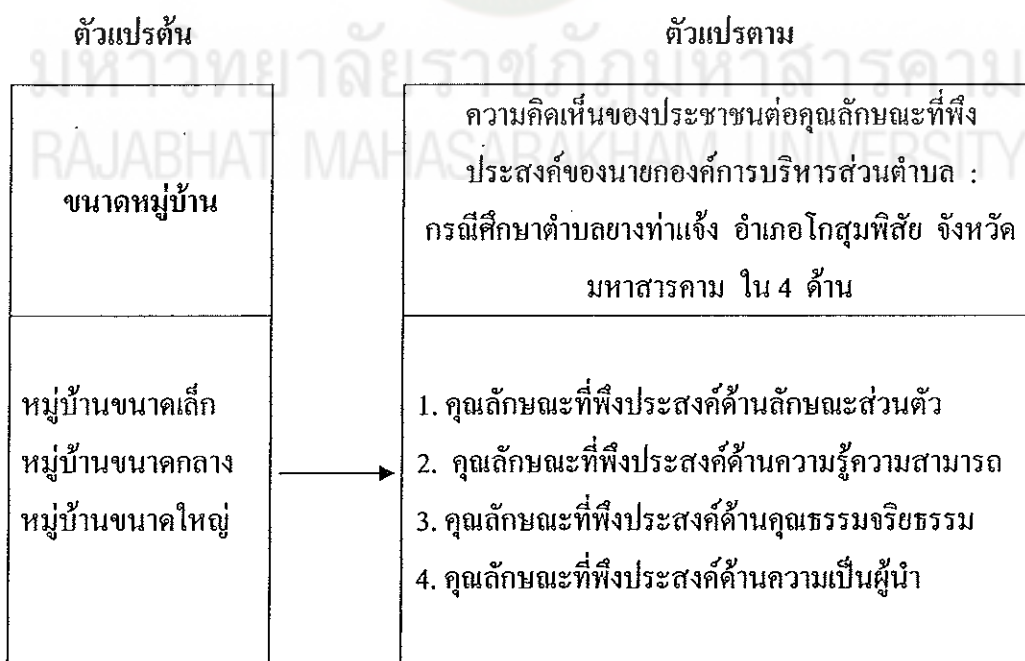 ตัวแปรต้น
ตัวแปรตาม
มหาวิทยาลัยราชภัฏมหาสารคาม
RAJABHAT MAHASARAKHAM UNIVERSITY
ขนาดหมู่บ้าน
ความคิดเห็นของประชาชนต่อคุณลักษณะที่พึง
ประสงค์ของนายกองค์การบริหารส่วนตำบล :
กรณีศึกษาตำบลยางท่าแจ้ง อำเภอโกสุมพิสัย จังหวัด
มหาสารคาม ใน 4 ด้าน
หมู่บ้านขนาดเล็ก
หมู่บ้านขนาดกลาง
หมู่บ้านขนาดใหญ่
1. คุณลักษณะที่พึงประสงค์ด้านลักษณะส่วนตัว
2. คุณลักษณะที่พึงประสงค์ด้านความรู้ความสามารถ
3. คุณลักษณะที่พึงประสงค์ด้านคุณธรรมจริยธรรม
4. คุณลักษณะที่พึงประสงค์ด้านความเป็นผู้นำ